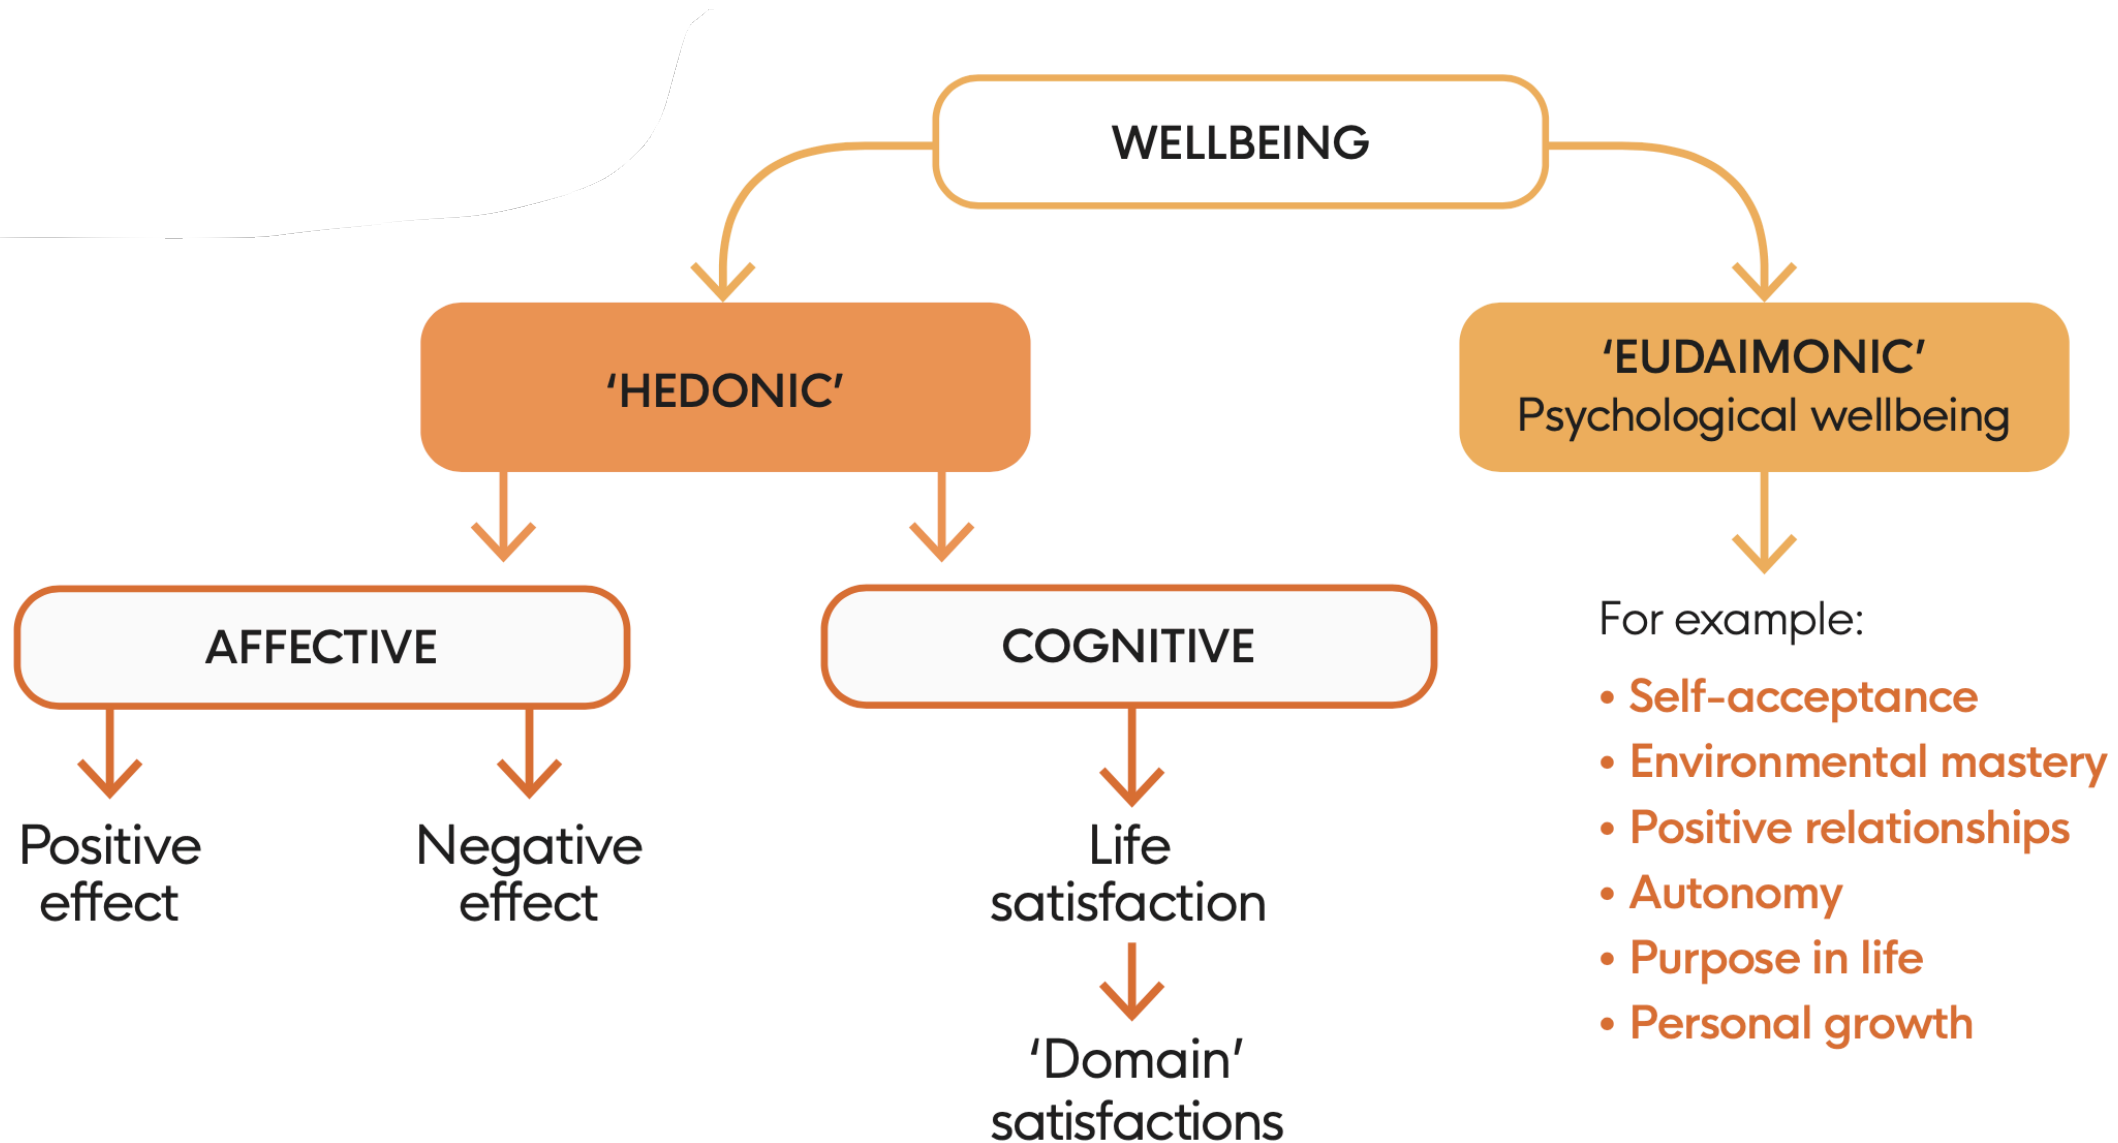 WELLBEING
‘HEDONIC’
‘EUDAIMONIC’
Psychological wellbeing
AFFECTIVE
COGNITIVE
Positive
effect
Negative
effect
Life
satisfaction
‘Domain’
satisfactions
For example:
• Self-acceptance
• Environmental mastery
• Positive relationships
• Autonomy
• Purpose in life
• Personal growth